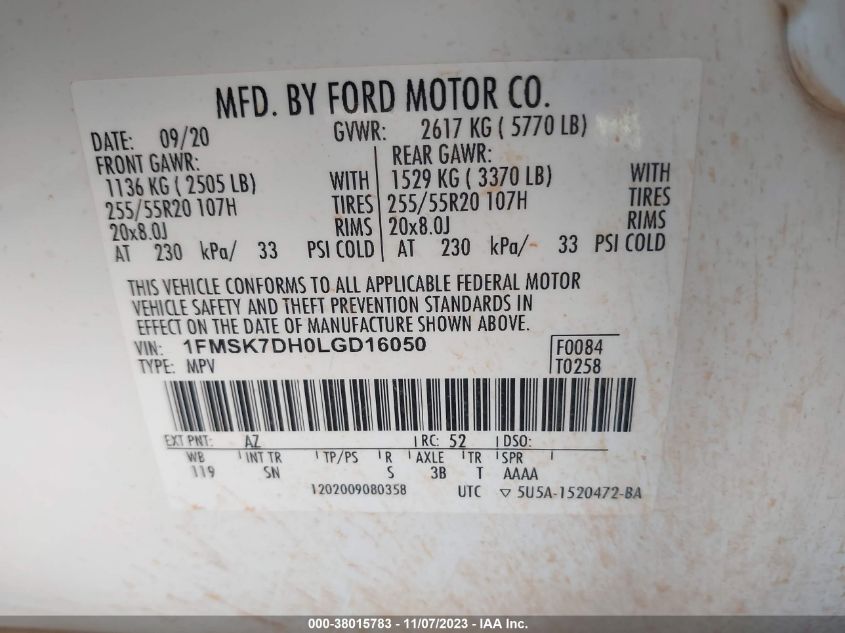 MFD. BY FORD MOTOR CO.
DATE: 09/20 GVWR: 2617 KG ( 5770 LB)
FRONT GAWR: REAR GAWR:
1136 KG ( 2505 LB) WITH 1529 KG ( 3370 LB) WITH
255/55R20 107H TIRES 255/55R20 107H TIRES
20x8.0J RIMS 20x8.0J RIMS
AT 230 kPa/ 33 PSI COLD AT 230 kPa/ 33 PSI COLD
THIS VEHICLE CONFORMS TO ALL APPLICABLE FEDERAL MOTOR
VEHICLE SAFETY AND THEFT PREVENTION STANDARDS IN
EFFECT ON THE DATE OF MANUFACTURE SHOWN ABOVE.
VIN: 1FMSK7DH0LGD16050 F0084
TYPE: MPV T0258
EXT PNT: AZ RC: 52 DSO:
WB INT TR TP/PS R AXLE TR SPR
119 SN S 3B T AAAA
1202009080358 UTC ▽ 5U5A-1520472-BA
000-38015783 - 11/07/2023 - IAA Inc.